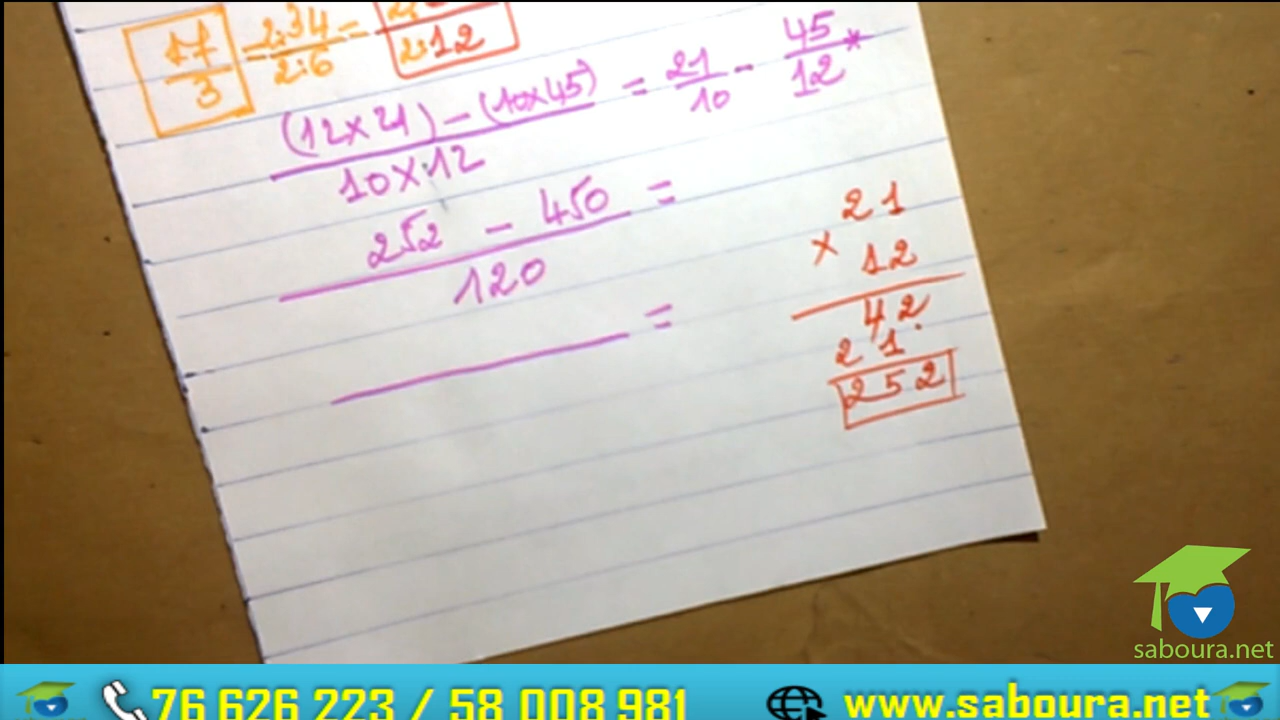 17/3 = 2:34/2:6 = 2:12
(12×21) - (10×45) / 10×12 = 21/10 - 45/12 *
252 - 450 / 120 =
=
21
× 12
42
21.
252
saboura.net
76 626 223 / 58 008 981 www.saboura.net